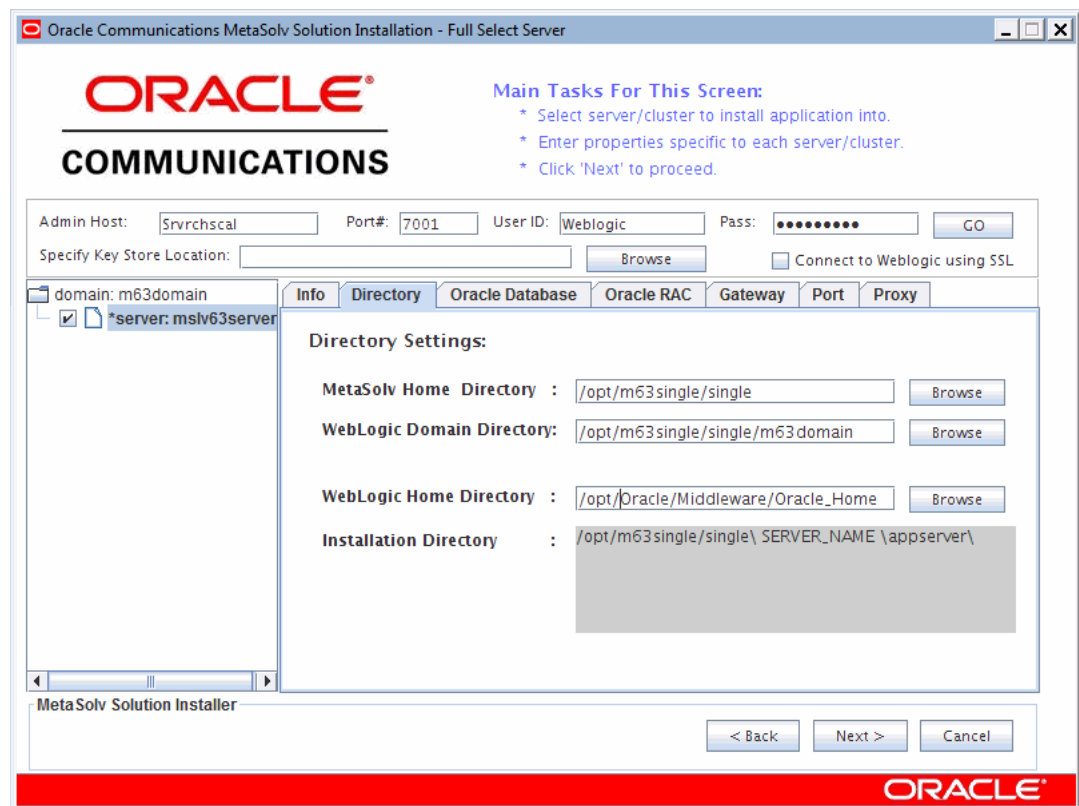 Oracle Communications MetaSolv Solution Installation - Full Select Server
ORACLE
COMMUNICATIONS
Main Tasks For This Screen:
* Select server/cluster to install application into.
* Enter properties specific to each server/cluster.
* Click 'Next' to proceed.
Admin Host: Srvrchscal Port#: 7001 User ID: Weblogic Pass: ●●●●●●●●● GO
Specify Key Store Location: Browse Connect to Weblogic using SSL
domain: m63domain
*server: mslv63server
Info Directory Oracle Database Oracle RAC Gateway Port Proxy
Directory Settings:
MetaSolv Home Directory : /opt/m63single/single Browse
WebLogic Domain Directory: /opt/m63single/single/m63domain Browse
WebLogic Home Directory : /opt/Oracle/Middleware/Oracle_Home Browse
Installation Directory : /opt/m63single/single\ SERVER_NAME \appserver\
MetaSolv Solution Installer
< Back Next > Cancel
ORACLE